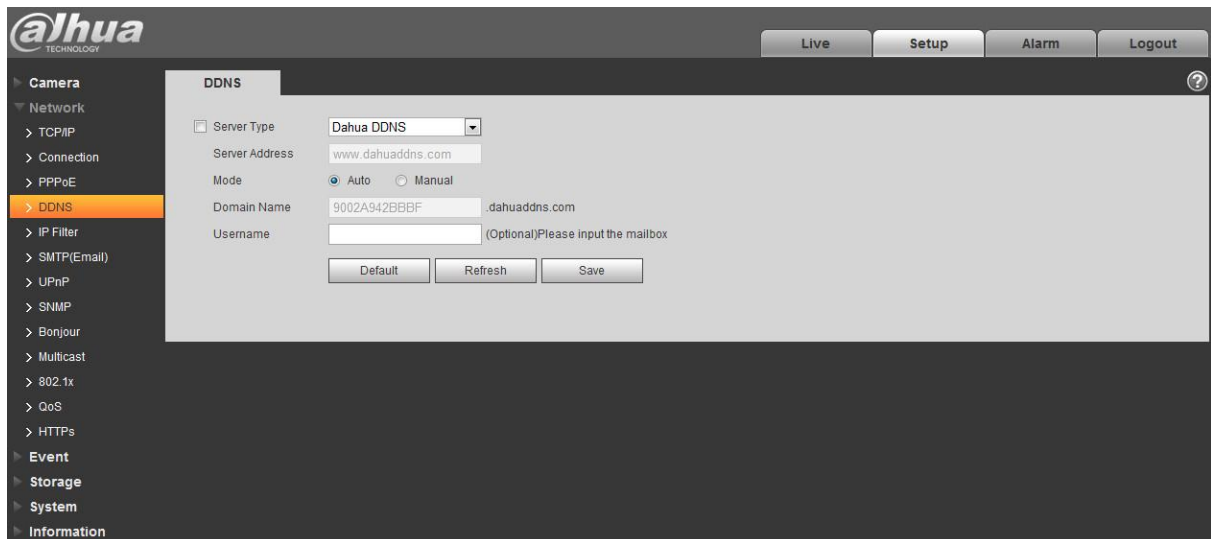 alhua
TECHNOLOGY
Live
Setup
Alarm
Logout
Camera
Network
TCP/IP
Connection
PPPoE
DDNS
IP Filter
SMTP(Email)
UPnP
SNMP
Bonjour
Multicast
802.1x
QoS
HTTPs
Event
Storage
System
Information
DDNS
?
Server Type Dahua DDNS
Server Address www.dahuaddns.com
Mode Auto Manual
Domain Name 9002A942BBBF .dahuaddns.com
Username (Optional)Please input the mailbox
Default Refresh Save